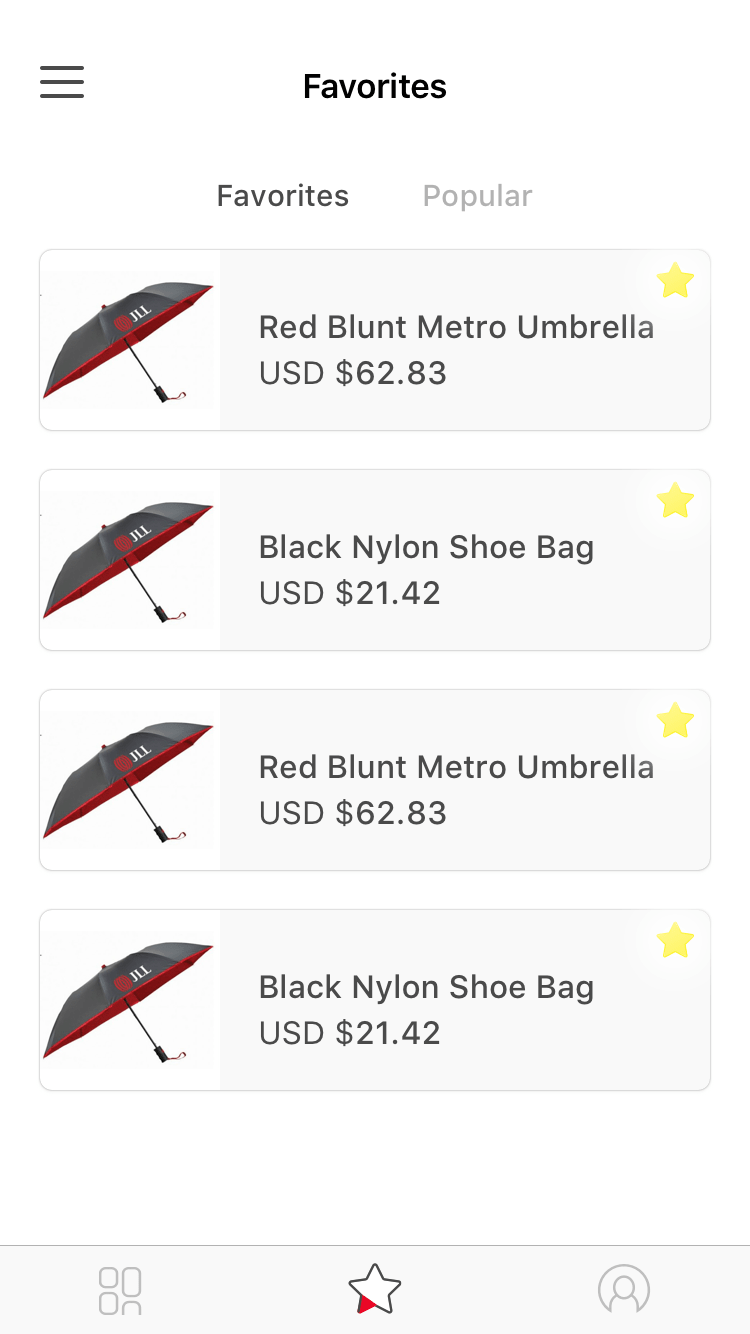 Favorites
Favorites
Popular
JLL
Red Blunt Metro Umbrella
USD $62.83
JLL
Black Nylon Shoe Bag
USD $21.42
JLL
Red Blunt Metro Umbrella
USD $62.83
JLL
Black Nylon Shoe Bag
USD $21.42